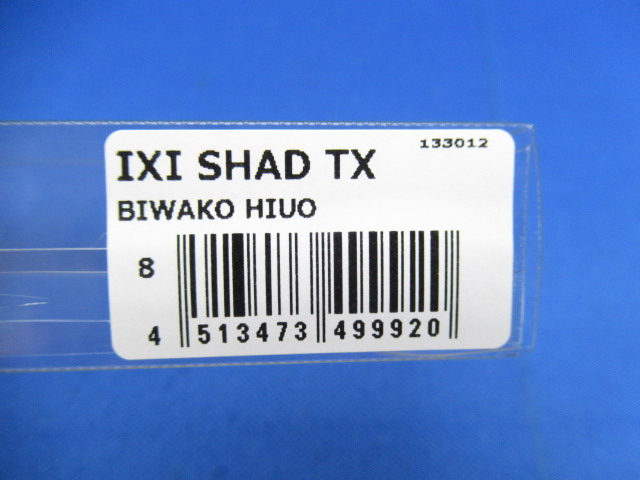 133012
IXI SHAD TX
BIWAKO HIUO
8
4 513473 499920